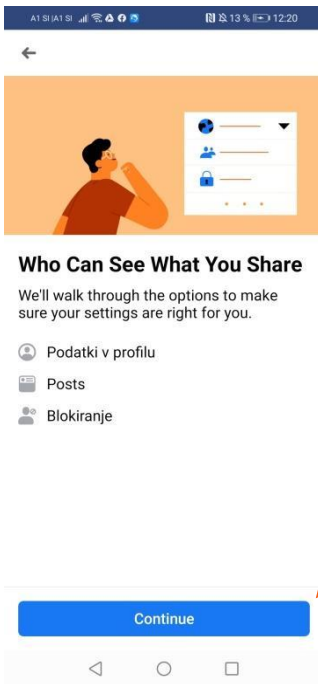 A1 SI |A1 SI 13 % 12:20
Who Can See What You Share
We'll walk through the options to make
sure your settings are right for you.
Podatki v profilu
Posts
Blokiranje
Continue